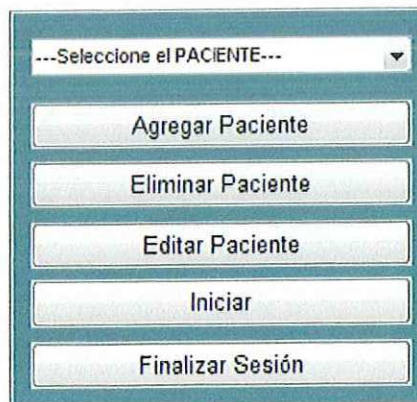 ---Seleccione el PACIENTE---
Agregar Paciente
Eliminar Paciente
Editar Paciente
Iniciar
Finalizar Sesión